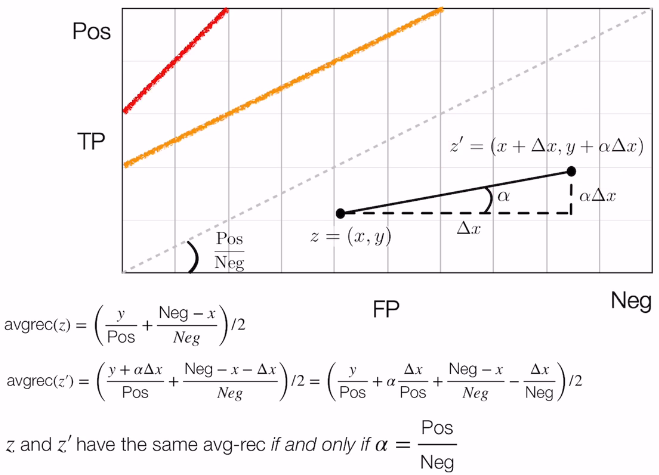 Pos
TP
z′ = (x + Δx, y + αΔx)
α
αΔx
Δx
z = (x, y)
Pos/Neg
FP
Neg
avgrec(z) = (y/Pos + (Neg − x)/Neg)/2
avgrec(z′) = ((y + αΔx)/Pos + (Neg − x − Δx)/Neg)/2 = (y/Pos + α Δx/Pos + (Neg − x)/Neg − Δx/Neg)/2
z and z′ have the same avg-rec if and only if α = Pos/Neg